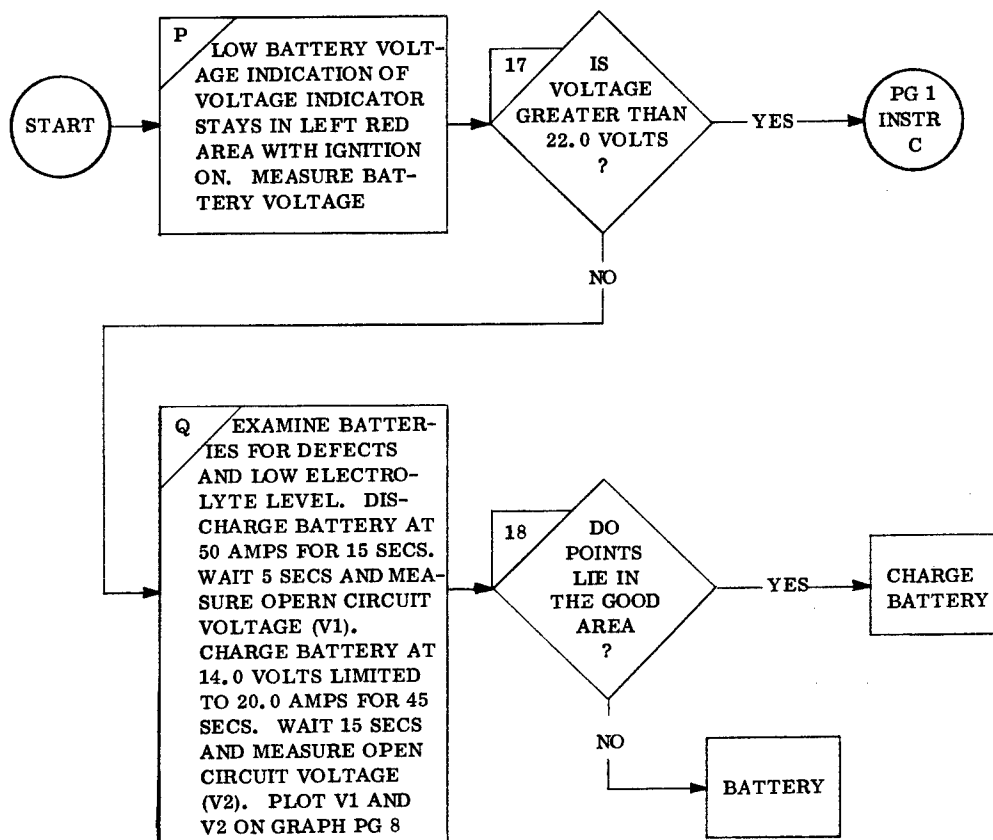 START
P
LOW BATTERY VOLT-
AGE INDICATION OF
VOLTAGE INDICATOR
STAYS IN LEFT RED
AREA WITH IGNITION
ON. MEASURE BAT-
TERY VOLTAGE
17
IS
VOLTAGE
GREATER THAN
22.0 VOLTS
?
YES
PG 1
INSTR
C
NO
Q
EXAMINE BATTER-
IES FOR DEFECTS
AND LOW ELECTRO-
LYTE LEVEL. DIS-
CHARGE BATTERY AT
50 AMPS FOR 15 SECS.
WAIT 5 SECS AND MEA-
SURE OPERN CIRCUIT
VOLTAGE (V1).
CHARGE BATTERY AT
14.0 VOLTS LIMITED
TO 20.0 AMPS FOR 45
SECS. WAIT 15 SECS
AND MEASURE OPEN
CIRCUIT VOLTAGE
(V2). PLOT V1 AND
V2 ON GRAPH PG 8
18
DO
POINTS
LIE IN
THE GOOD
AREA
?
YES
CHARGE
BATTERY
NO
BATTERY